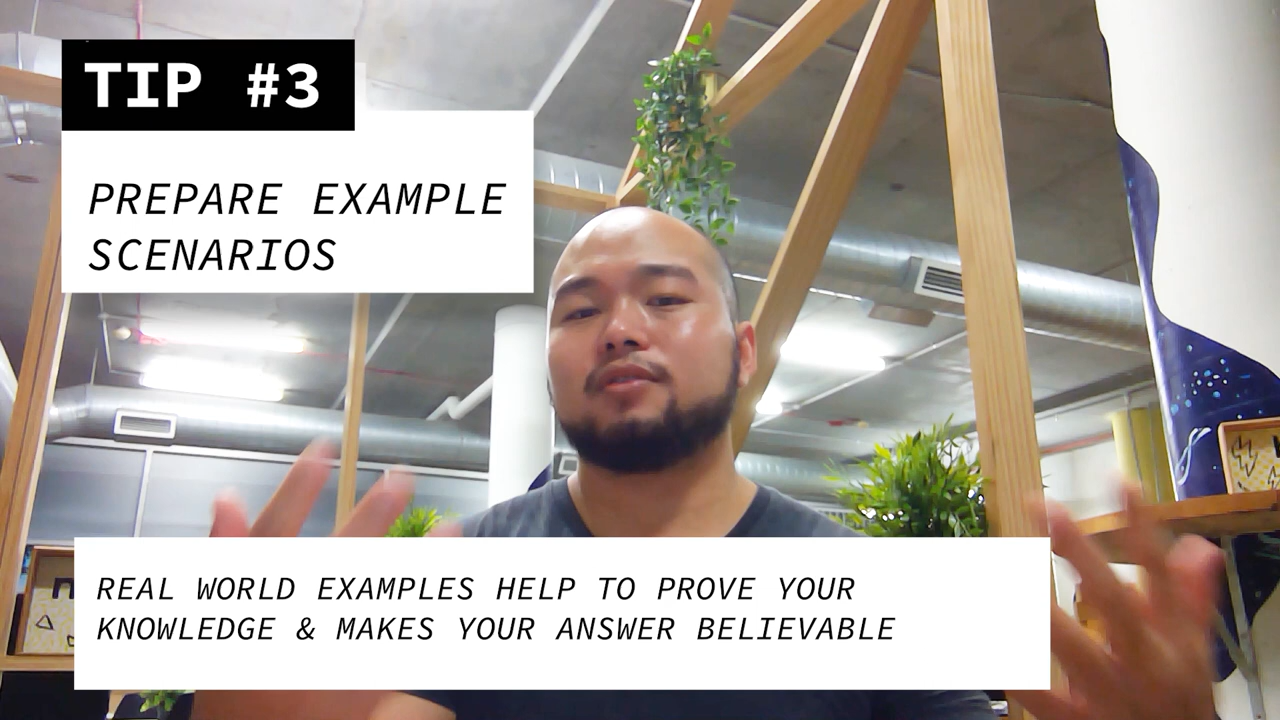 TIP #3
PREPARE EXAMPLE
SCENARIOS
REAL WORLD EXAMPLES HELP TO PROVE YOUR
KNOWLEDGE & MAKES YOUR ANSWER BELIEVABLE